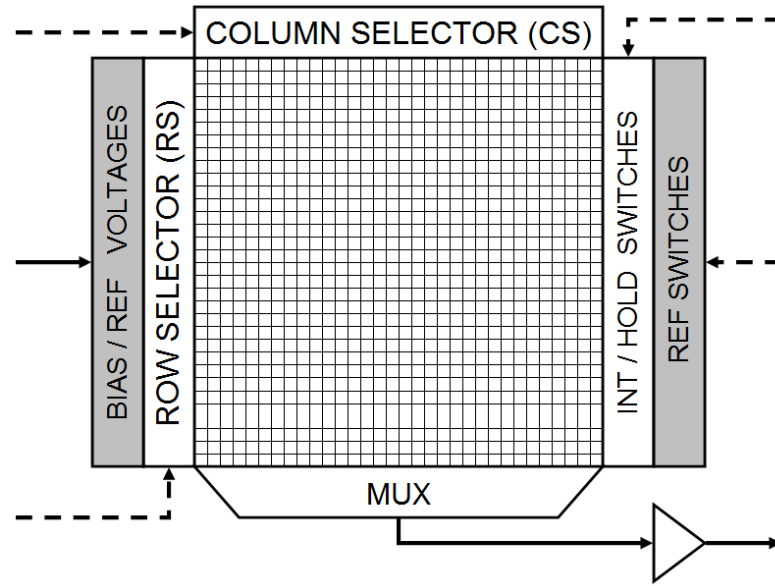 COLUMN SELECTOR (CS)
BIAS / REF VOLTAGES
ROW SELECTOR (RS)
INT / HOLD SWITCHES
REF SWITCHES
MUX